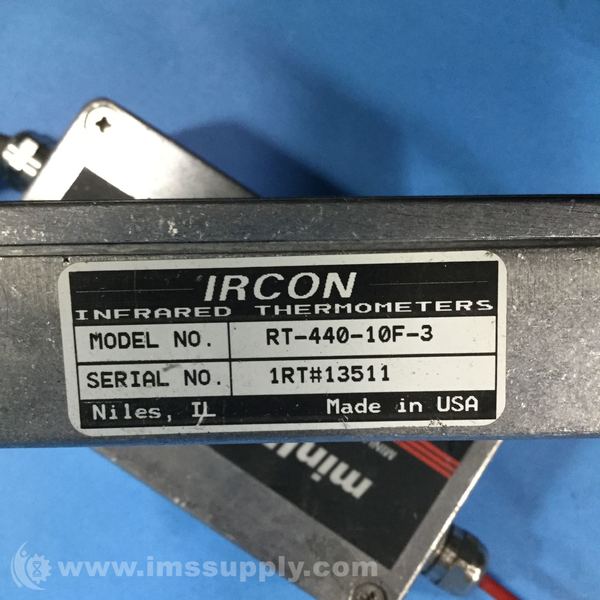 IRCON
INFRARED THERMOMETERS
MODEL NO. RT-440-10F-3
SERIAL NO. 1RT#13511
Niles, IL Made in USA
www.imssupply.com